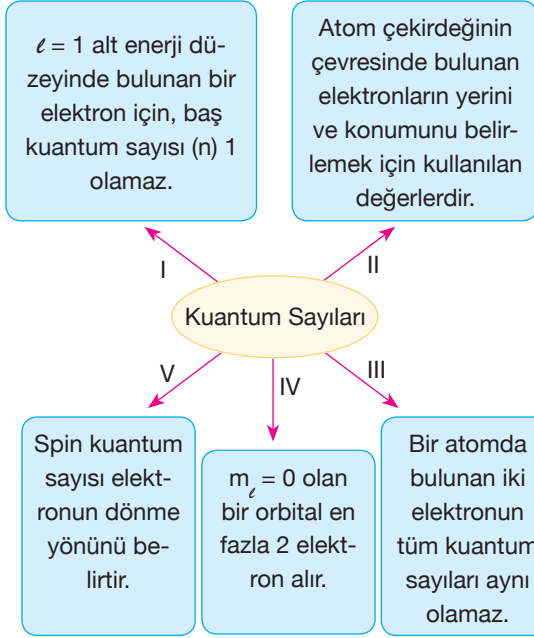 ℓ = 1 alt enerji dü-
zeyinde bulunan bir
elektron için, baş
kuantum sayısı (n) 1
olamaz.
Atom çekirdeğinin
çevresinde bulunan
elektronların yerini
ve konumunu belir-
lemek için kullanılan
değerlerdir.
I
II
Kuantum Sayıları
V
IV
III
Spin kuantum
sayısı elekt-
ronun dönme
yönünü be-
lirtir.
mℓ = 0 olan
bir orbital en
fazla 2 elekt-
ron alır.
Bir atomda
bulunan iki
elektronun
tüm kuantum
sayıları aynı
olamaz.